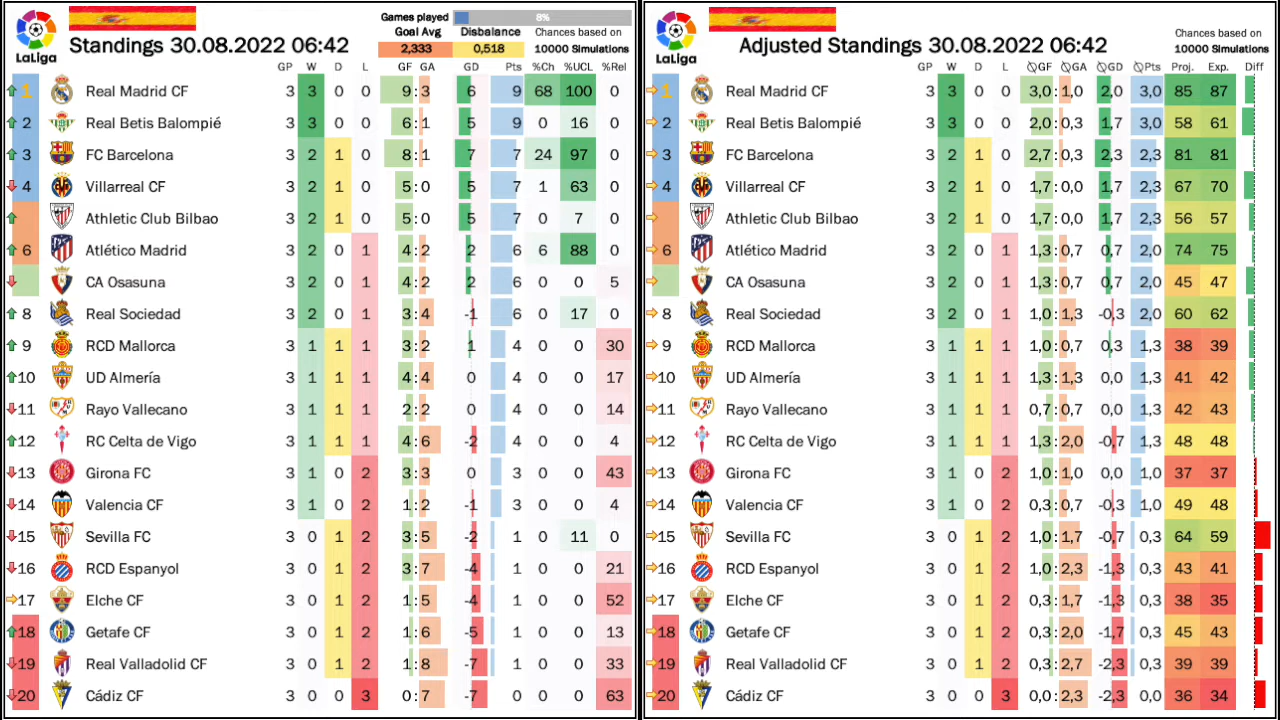 Games played 8%
Goal Avg Disbalance Chances based on
Standings 30.08.2022 06:42 2,333 0,518 10000 Simulations
LaLiga
GP W D L GF GA GD Pts %Ch %UCL %Rel
1 Real Madrid CF 3 3 0 0 9:3 6 9 68 100 0
2 Real Betis Balompié 3 3 0 0 6:1 5 9 0 16 0
3 FC Barcelona 3 2 1 0 8:1 7 7 24 97 0
4 Villarreal CF 3 2 1 0 5:0 5 7 1 63 0
Athletic Club Bilbao 3 2 1 0 5:0 5 7 0 7 0
6 Atlético Madrid 3 2 0 1 4:2 2 6 6 88 0
CA Osasuna 3 2 0 1 4:2 2 6 0 0 5
8 Real Sociedad 3 2 0 1 3:4 -1 6 0 17 0
9 RCD Mallorca 3 1 1 1 3:2 1 4 0 0 30
10 UD Almería 3 1 1 1 4:4 0 4 0 0 17
11 Rayo Vallecano 3 1 1 1 2:2 0 4 0 0 14
12 RC Celta de Vigo 3 1 1 1 4:6 -2 4 0 0 4
13 Girona FC 3 1 0 2 3:3 0 3 0 0 43
14 Valencia CF 3 1 0 2 1:2 -1 3 0 0 4
15 Sevilla FC 3 0 1 2 3:5 -2 1 0 11 0
16 RCD Espanyol 3 0 1 2 3:7 -4 1 0 0 21
17 Elche CF 3 0 1 2 1:5 -4 1 0 0 52
18 Getafe CF 3 0 1 2 1:6 -5 1 0 0 13
19 Real Valladolid CF 3 0 1 2 1:8 -7 1 0 0 33
20 Cádiz CF 3 0 0 3 0:7 -7 0 0 0 63
Chances based on
Adjusted Standings 30.08.2022 06:42 10000 Simulations
LaLiga
GP W D L ∅GF ∅GA ∅GD ∅Pts Proj. Exp. Diff
1 Real Madrid CF 3 3 0 0 3,0:1,0 2,0 3,0 85 87
2 Real Betis Balompié 3 3 0 0 2,0:0,3 1,7 3,0 58 61
3 FC Barcelona 3 2 1 0 2,7:0,3 2,3 2,3 81 81
4 Villarreal CF 3 2 1 0 1,7:0,0 1,7 2,3 67 70
Athletic Club Bilbao 3 2 1 0 1,7:0,0 1,7 2,3 56 57
6 Atlético Madrid 3 2 0 1 1,3:0,7 0,7 2,0 74 75
CA Osasuna 3 2 0 1 1,3:0,7 0,7 2,0 45 47
8 Real Sociedad 3 2 0 1 1,0:1,3 -0,3 2,0 60 62
9 RCD Mallorca 3 1 1 1 1,0:0,7 0,3 1,3 38 39
10 UD Almería 3 1 1 1 1,3:1,3 0,0 1,3 41 42
11 Rayo Vallecano 3 1 1 1 0,7:0,7 0,0 1,3 42 43
12 RC Celta de Vigo 3 1 1 1 1,3:2,0 -0,7 1,3 48 48
13 Girona FC 3 1 0 2 1,0:1,0 0,0 1,0 37 37
14 Valencia CF 3 1 0 2 0,3:0,7 -0,3 1,0 49 48
15 Sevilla FC 3 0 1 2 1,0:1,7 -0,7 0,3 64 59
16 RCD Espanyol 3 0 1 2 1,0:2,3 -1,3 0,3 43 41
17 Elche CF 3 0 1 2 0,3:1,7 -1,3 0,3 38 35
18 Getafe CF 3 0 1 2 0,3:2,0 -1,7 0,3 45 43
19 Real Valladolid CF 3 0 1 2 0,3:2,7 -2,3 0,3 39 39
20 Cádiz CF 3 0 0 3 0,0:2,3 -2,3 0,0 36 34